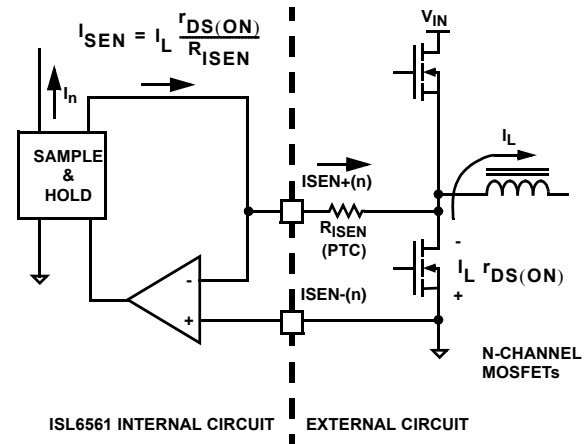 I_SEN = I_L r_DS(ON) / R_ISEN
V_IN
I_n
SAMPLE
&
HOLD
ISEN+(n)
I_L
R_ISEN
(PTC)
-
I_L r_DS(ON)
+
-
+
ISEN-(n)
N-CHANNEL
MOSFETs
ISL6561 INTERNAL CIRCUIT
EXTERNAL CIRCUIT